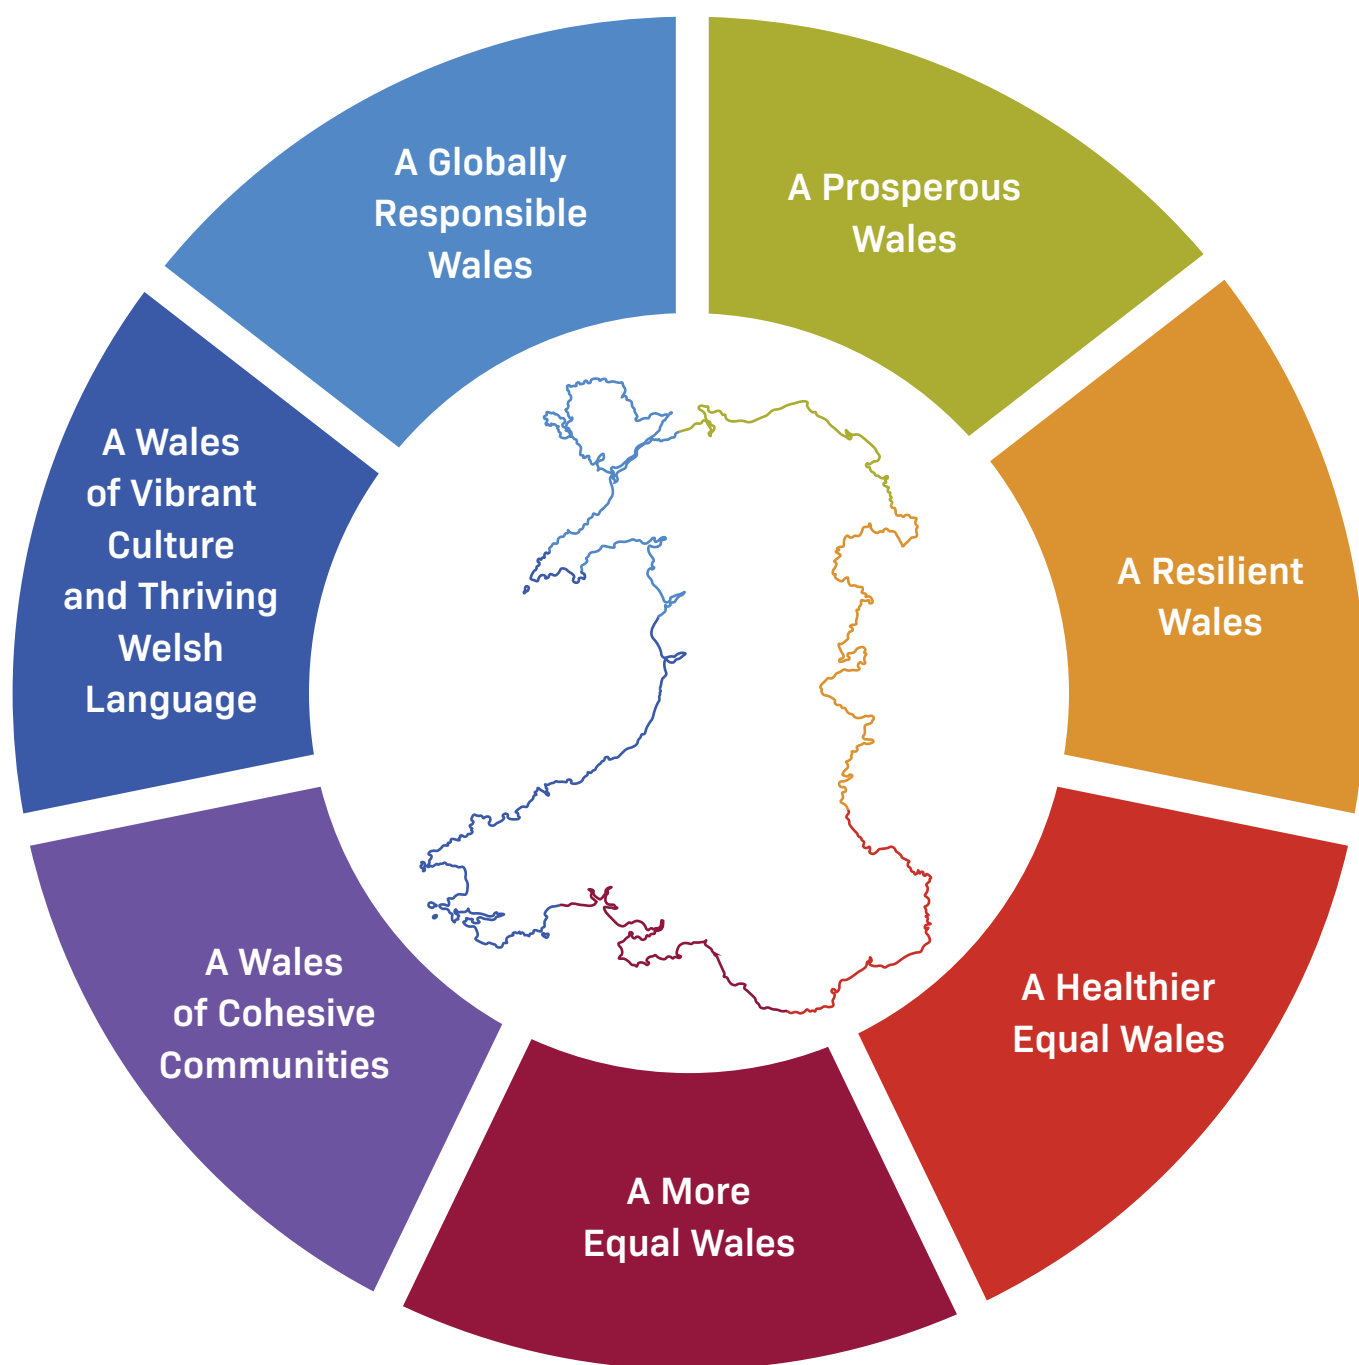 A Globally
Responsible
Wales
A Prosperous
Wales
A Resilient
Wales
A Healthier
Equal Wales
A More
Equal Wales
A Wales
of Cohesive
Communities
A Wales
of Vibrant
Culture
and Thriving
Welsh
Language